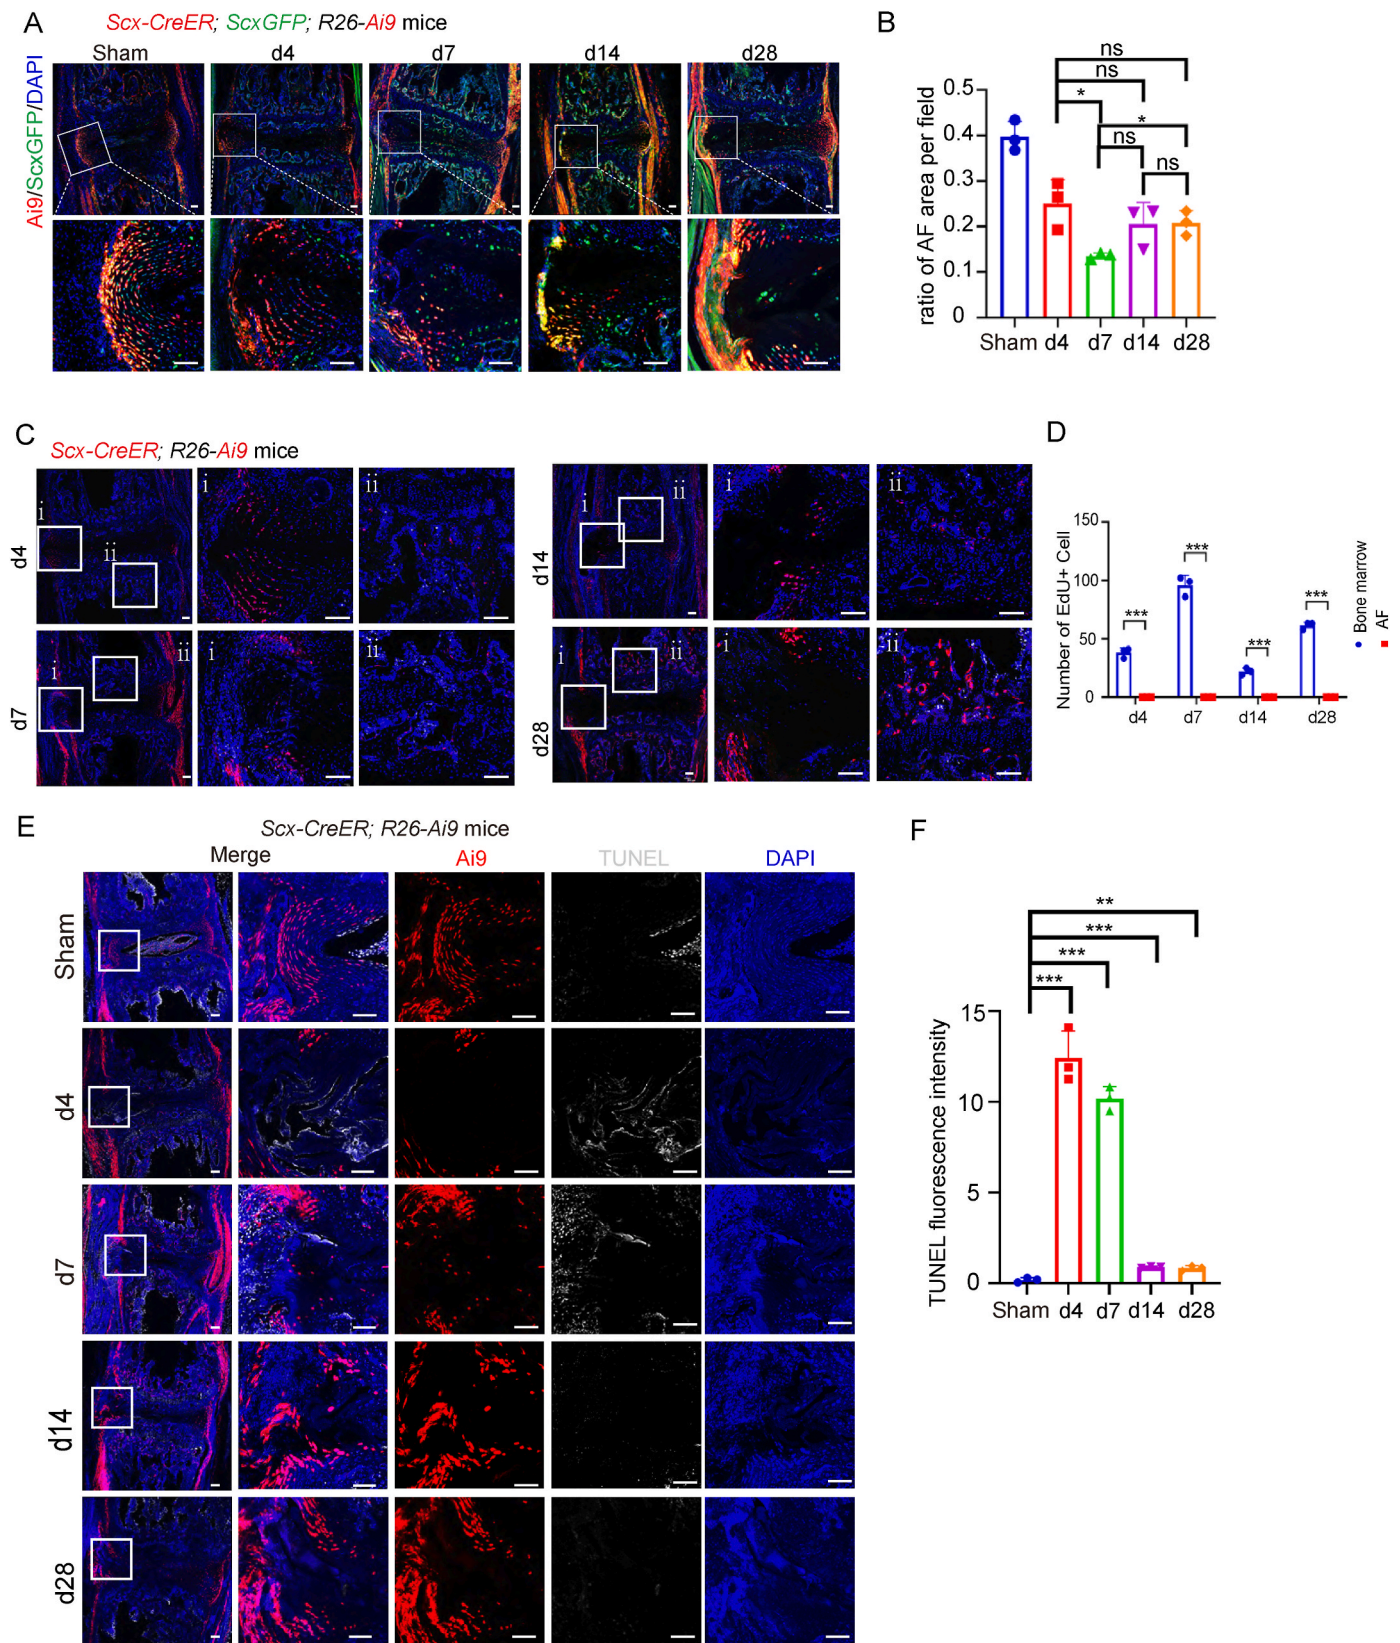 A
Scx-CreER; ScxGFP; R26-Ai9 mice
Sham d4 d7 d14 d28
Ai9/ScxGFP/DAPI
B
ns
ns
* *
ns
ns
ratio of AF area per field
0.5
0.4
0.3
0.2
0.1
0
Sham d4 d7 d14 d28
C
Scx-CreER; R26-Ai9 mice
d4
i
ii
i
ii
d7
i
ii
i
ii
d14
i
ii
i
ii
d28
i
ii
i
ii
D
Number of EdU+ Cell
150
100
50
0
*** *** *** ***
d4 d7 d14 d28
Bone marrow
AF
E
Scx-CreER; R26-Ai9 mice
Merge Ai9 TUNEL DAPI
Sham
d4
d7
d14
d28
F
**
***
***
***
TUNEL fluorescence intensity
15
10
5
0
Sham d4 d7 d14 d28